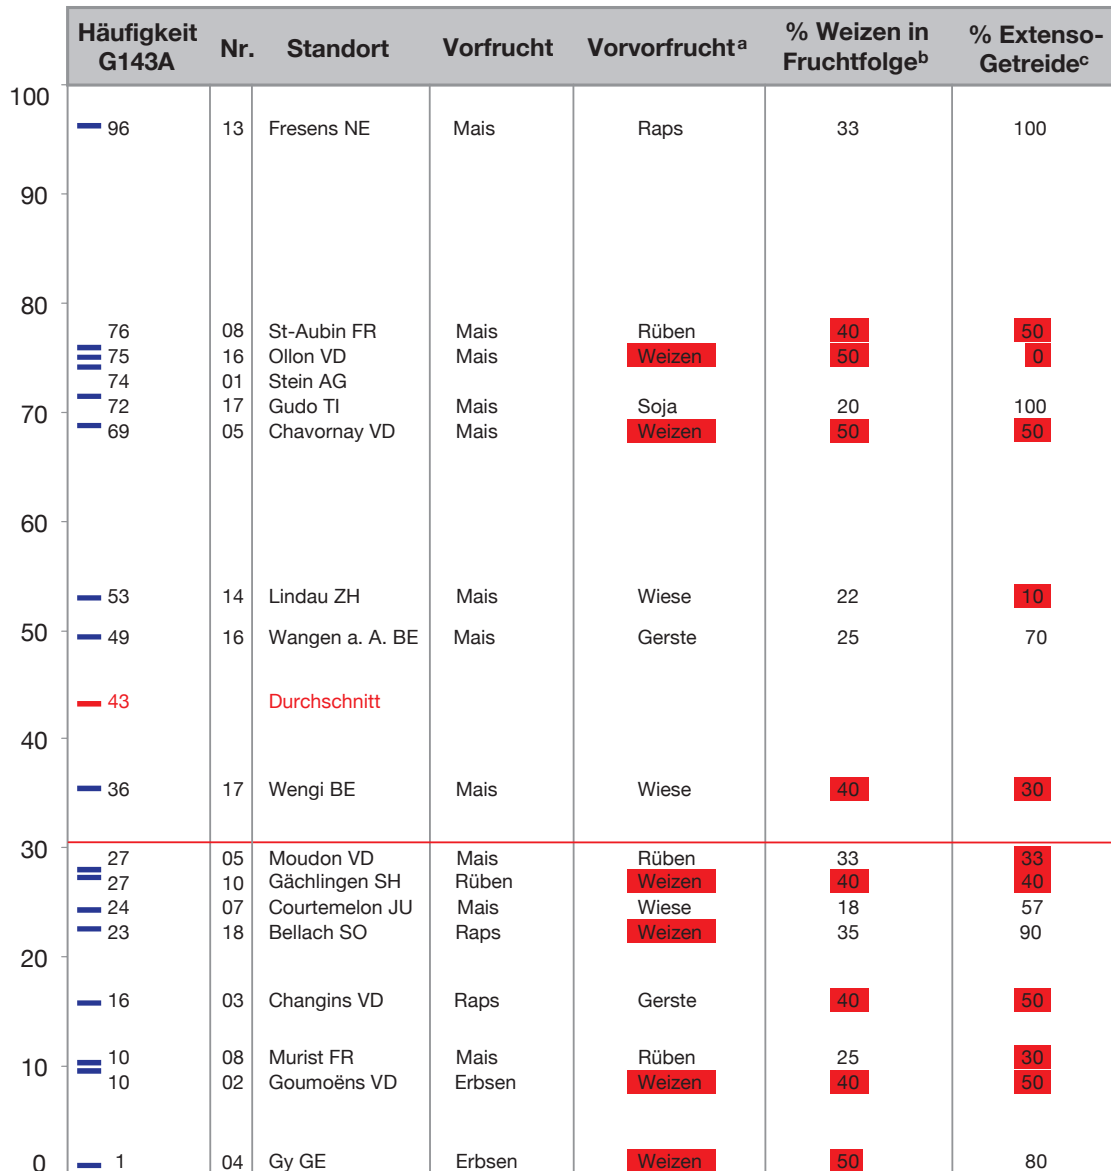 Häufigkeit G143A Nr. Standort Vorfrucht Vorvorfruchtᵃ % Weizen in Fruchtfolgeᵇ % Extenso-Getreideᶜ
100
96 13 Fresens NE Mais Raps 33 100
90
80
76 08 St-Aubin FR Mais Rüben 40 50
75 16 Ollon VD Mais Weizen 50 0
74 01 Stein AG
70
72 17 Gudo TI Mais Soja 20 100
69 05 Chavornay VD Mais Weizen 50 50
60
53 14 Lindau ZH Mais Wiese 22 10
50
49 16 Wangen a. A. BE Mais Gerste 25 70
43 Durchschnitt
40
36 17 Wengi BE Mais Wiese 40 30
30
27 05 Moudon VD Mais Rüben 33 33
27 10 Gächlingen SH Rüben Weizen 40 40
24 07 Courtemelon JU Mais Wiese 18 57
23 18 Bellach SO Raps Weizen 35 90
20
16 03 Changins VD Raps Gerste 40 50
10 08 Murist FR Mais Rüben 25 30
10
10 02 Goumoëns VD Erbsen Weizen 40 50
0
1 04 Gy GE Erbsen Weizen 50 80